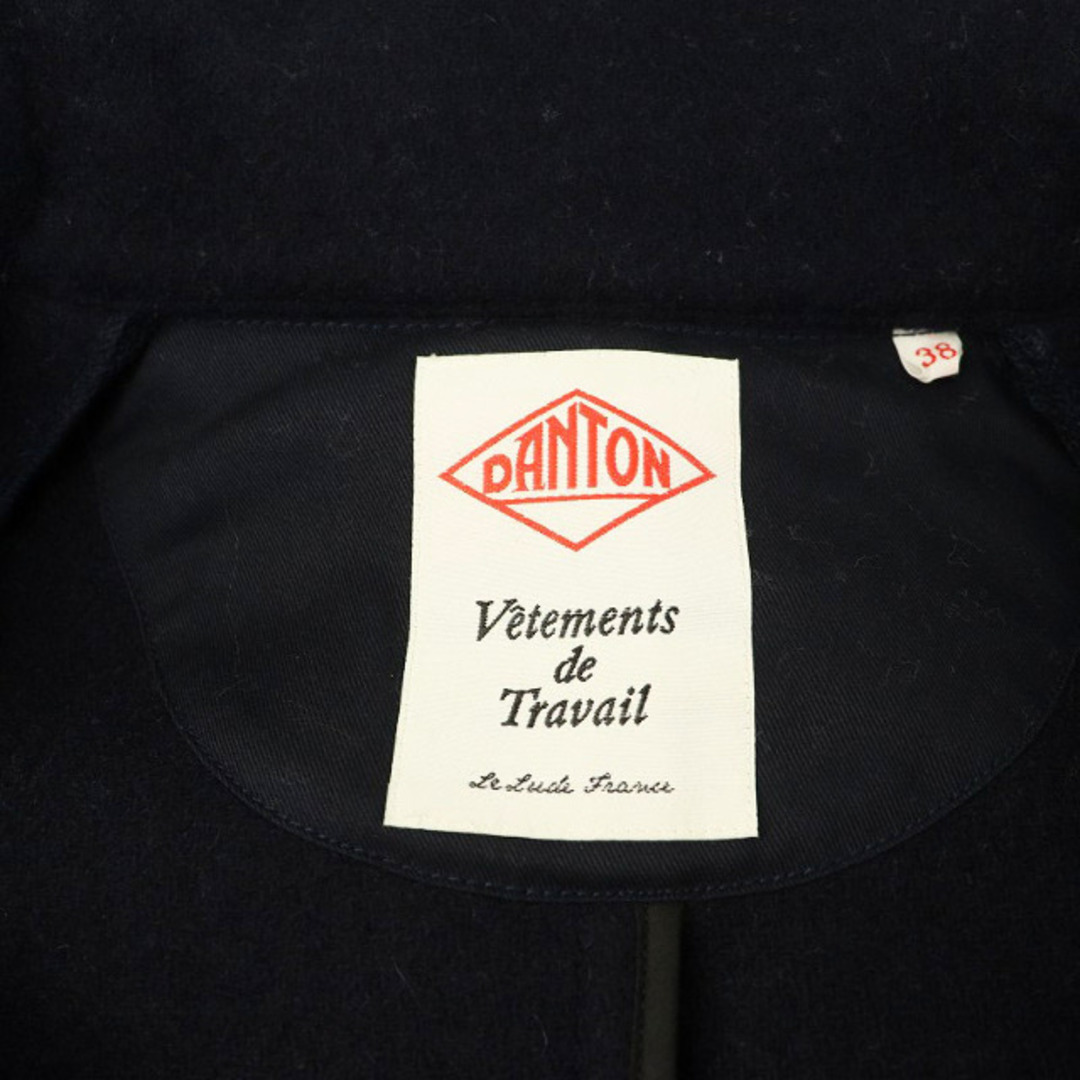 DANTON
38
Vêtements
de
Travail
Le Lude France